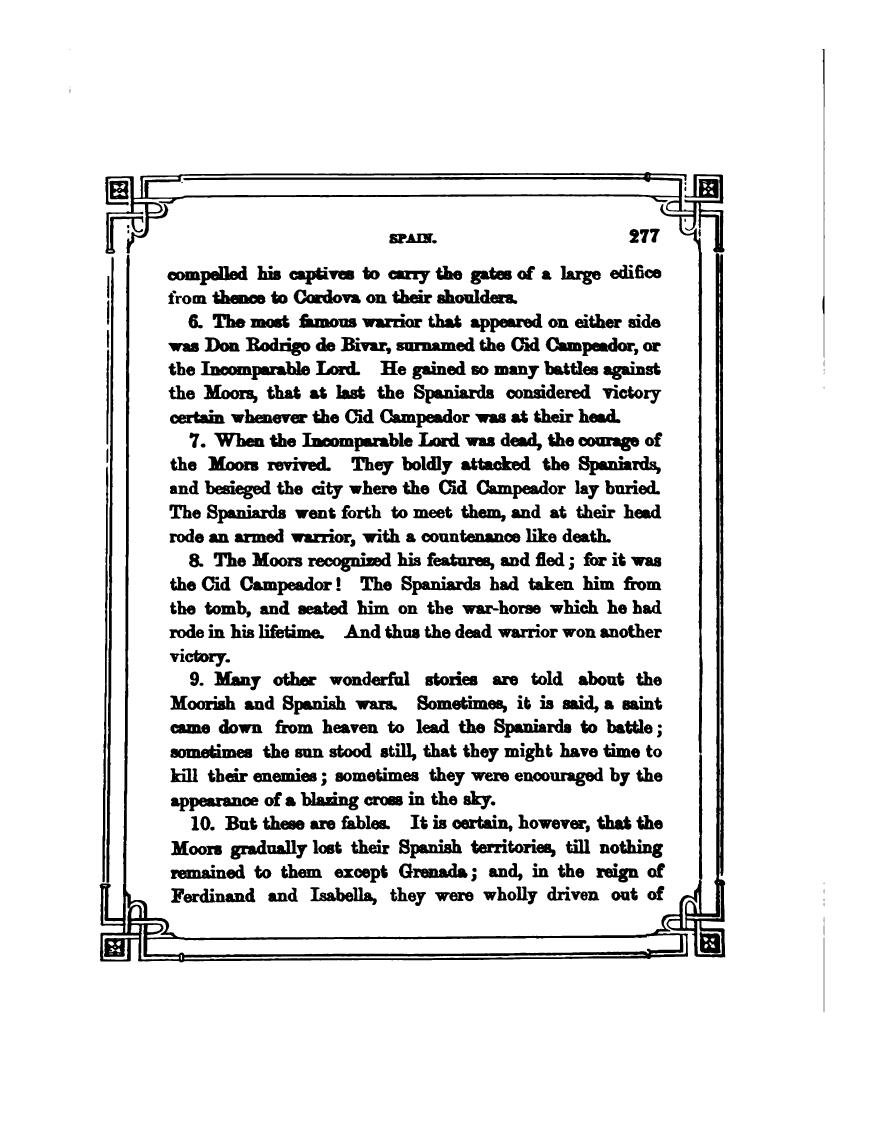 SPAIN. 277
compelled his captives to carry the gates of a large edifice
from thence to Cordova on their shoulders.
6. The most famous warrior that appeared on either side
was Don Rodrigo de Bivar, surnamed the Cid Campeador, or
the Incomparable Lord. He gained so many battles against
the Moors, that at last the Spaniards considered victory
certain whenever the Cid Campeador was at their head.
7. When the Incomparable Lord was dead, the courage of
the Moors revived. They boldly attacked the Spaniards,
and besieged the city where the Cid Campeador lay buried.
The Spaniards went forth to meet them, and at their head
rode an armed warrior, with a countenance like death.
8. The Moors recognized his features, and fled; for it was
the Cid Campeador! The Spaniards had taken him from
the tomb, and seated him on the war-horse which he had
rode in his lifetime. And thus the dead warrior won another
victory.
9. Many other wonderful stories are told about the
Moorish and Spanish wars. Sometimes, it is said, a saint
came down from heaven to lead the Spaniards to battle;
sometimes the sun stood still, that they might have time to
kill their enemies; sometimes they were encouraged by the
appearance of a blazing cross in the sky.
10. But these are fables. It is certain, however, that the
Moors gradually lost their Spanish territories, till nothing
remained to them except Grenada; and, in the reign of
Ferdinand and Isabella, they were wholly driven out of